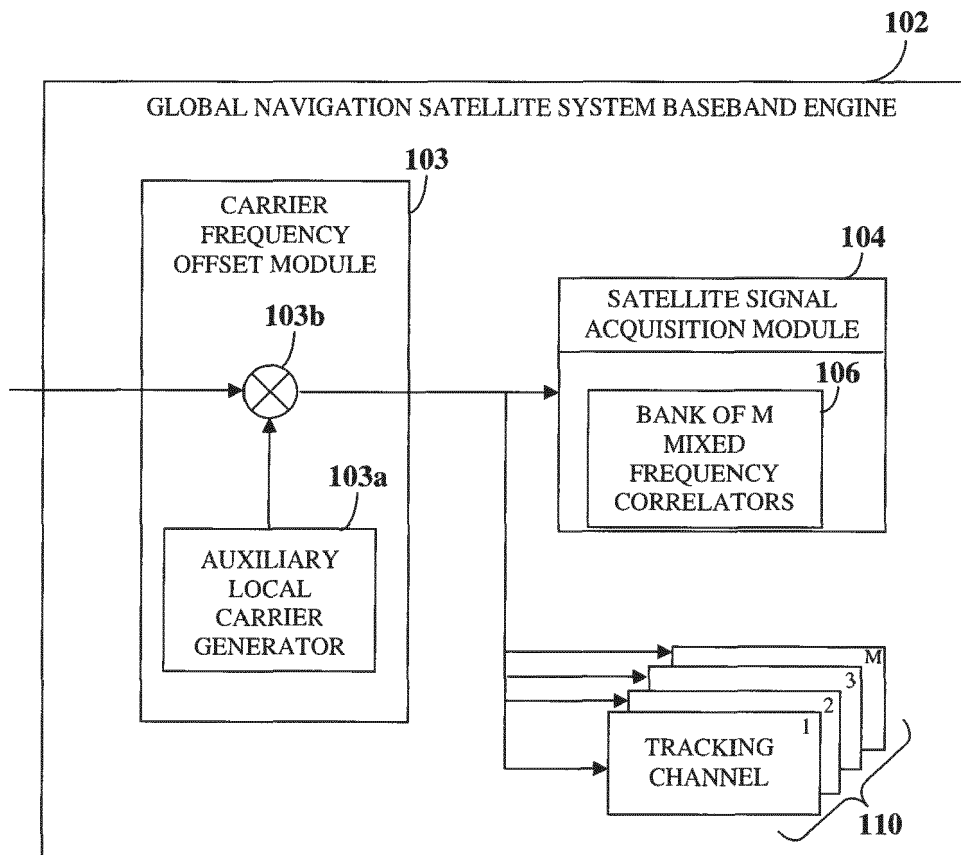 102
GLOBAL NAVIGATION SATELLITE SYSTEM BASEBAND ENGINE
103
CARRIER
FREQUENCY
OFFSET MODULE
103b
103a
AUXILIARY
LOCAL
CARRIER
GENERATOR
104
SATELLITE SIGNAL
ACQUISITION MODULE
106
BANK OF M
MIXED
FREQUENCY
CORRELATORS
M
3
2
1
TRACKING
CHANNEL
110